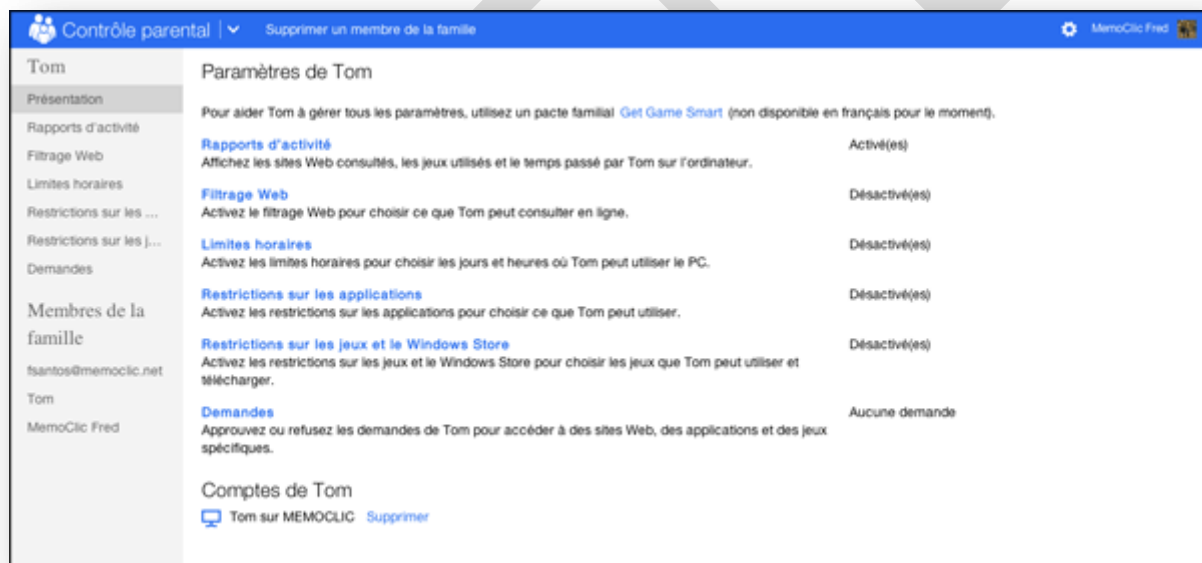 Contrôle parental
Supprimer un membre de la famille
MemoClic Fred
Tom
Présentation
Rapports d'activité
Filtrage Web
Limites horaires
Restrictions sur les ...
Restrictions sur les j...
Demandes
Membres de la
famille
fsantos@memoclic.net
Tom
MemoClic Fred
Paramètres de Tom
Pour aider Tom à gérer tous les paramètres, utilisez un pacte familial Get Game Smart (non disponible en français pour le moment).
Rapports d'activité
Activé(es)
Affichez les sites Web consultés, les jeux utilisés et le temps passé par Tom sur l'ordinateur.
Filtrage Web
Désactivé(es)
Activez le filtrage Web pour choisir ce que Tom peut consulter en ligne.
Limites horaires
Désactivé(es)
Activez les limites horaires pour choisir les jours et heures où Tom peut utiliser le PC.
Restrictions sur les applications
Désactivé(es)
Activez les restrictions sur les applications pour choisir ce que Tom peut utiliser.
Restrictions sur les jeux et le Windows Store
Désactivé(es)
Activez les restrictions sur les jeux et le Windows Store pour choisir les jeux que Tom peut utiliser et
télécharger.
Demandes
Aucune demande
Approuvez ou refusez les demandes de Tom pour accéder à des sites Web, des applications et des jeux
spécifiques.
Comptes de Tom
Tom sur MEMOCLIC Supprimer